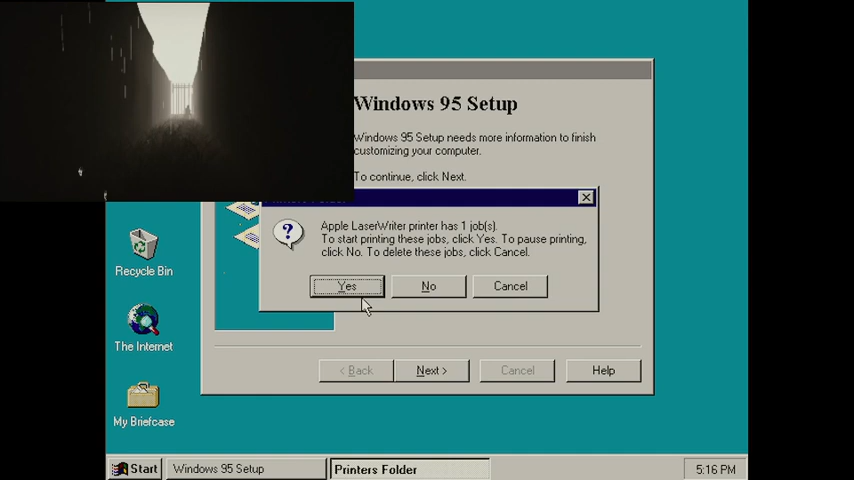 Windows 95 Setup
Windows 95 Setup needs more information to finish
customizing your computer.
To continue, click Next.
Apple LaserWriter printer has 1 job(s).
To start printing these jobs, click Yes. To pause printing,
click No. To delete these jobs, click Cancel.
Yes
No
Cancel
< Back
Next >
Cancel
Help
Recycle Bin
The Internet
My Briefcase
Start
Windows 95 Setup
Printers Folder
5:16 PM